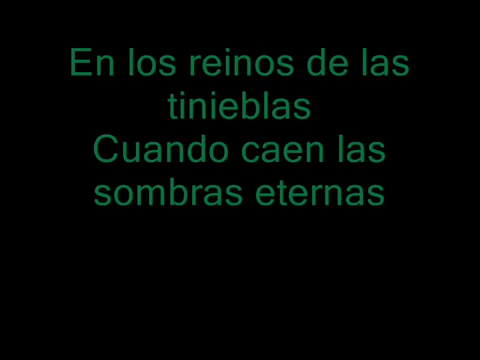 En los reinos de las
tinieblas
Cuando caen las
sombras eternas